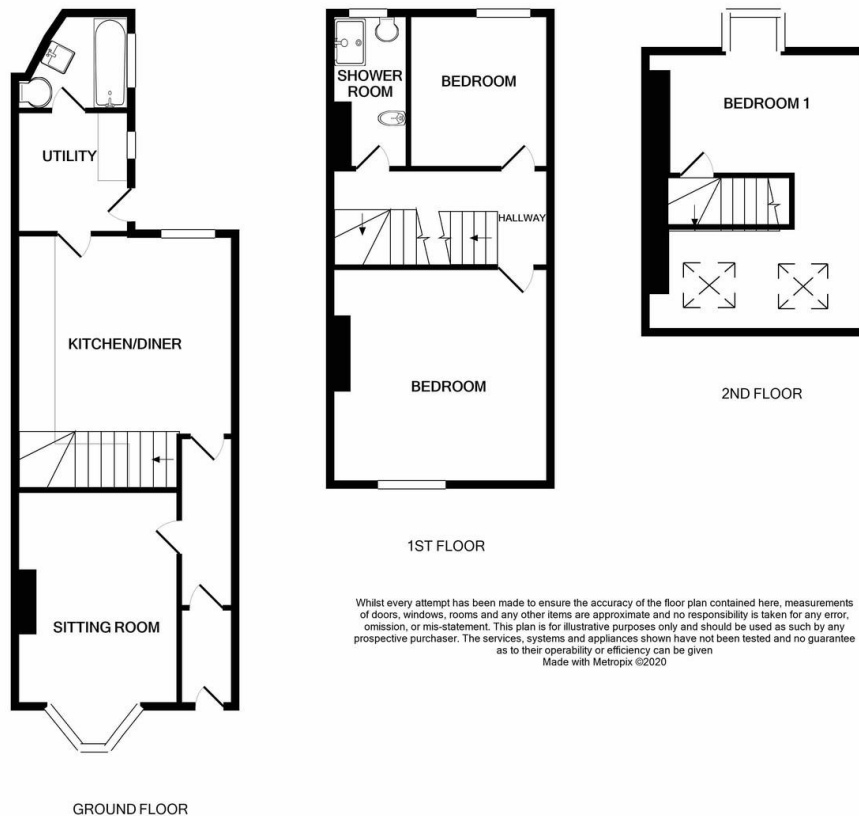 SHOWER
ROOM
BEDROOM
BEDROOM 1
UTILITY
HALLWAY
KITCHEN/DINER
BEDROOM
2ND FLOOR
1ST FLOOR
SITTING ROOM
Whilst every attempt has been made to ensure the accuracy of the floor plan contained here, measurements
of doors, windows, rooms and any other items are approximate and no responsibility is taken for any error,
omission, or mis-statement. This plan is for illustrative purposes only and should be used as such by any
prospective purchaser. The services, systems and appliances shown have not been tested and no guarantee
as to their operability or efficiency can be given
Made with Metropix ©2020
GROUND FLOOR